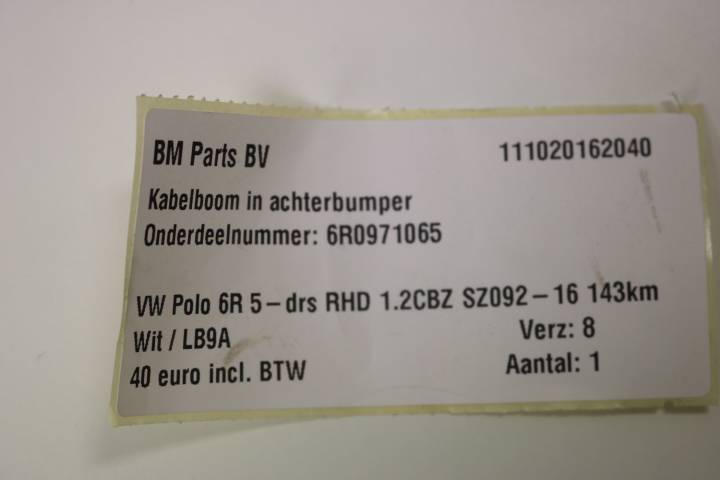 BM Parts BV 111020162040
Kabelboom in achterbumper
Onderdeelnummer: 6R0971065
VW Polo 6R 5-drs RHD 1.2CBZ SZ092-16 143km
Wit / LB9A Verz: 8
40 euro incl. BTW Aantal: 1